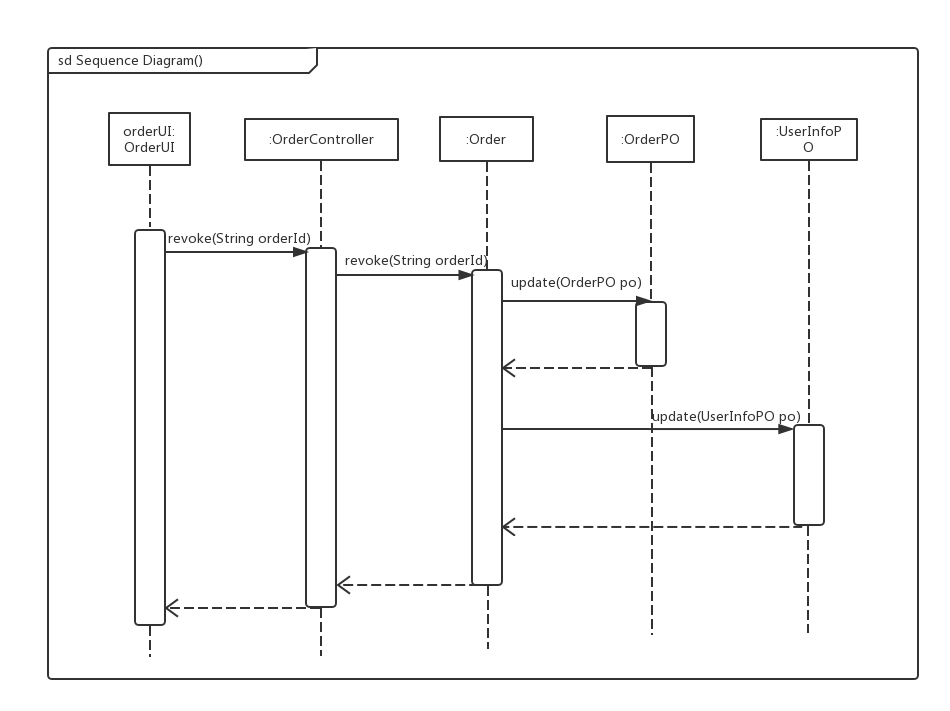 sd Sequence Diagram()
orderUI:
OrderUI
:OrderController
:Order
:OrderPO
:UserInfoP
O
revoke(String orderId)
revoke(String orderId)
update(OrderPO po)
update(UserInfoPO po)